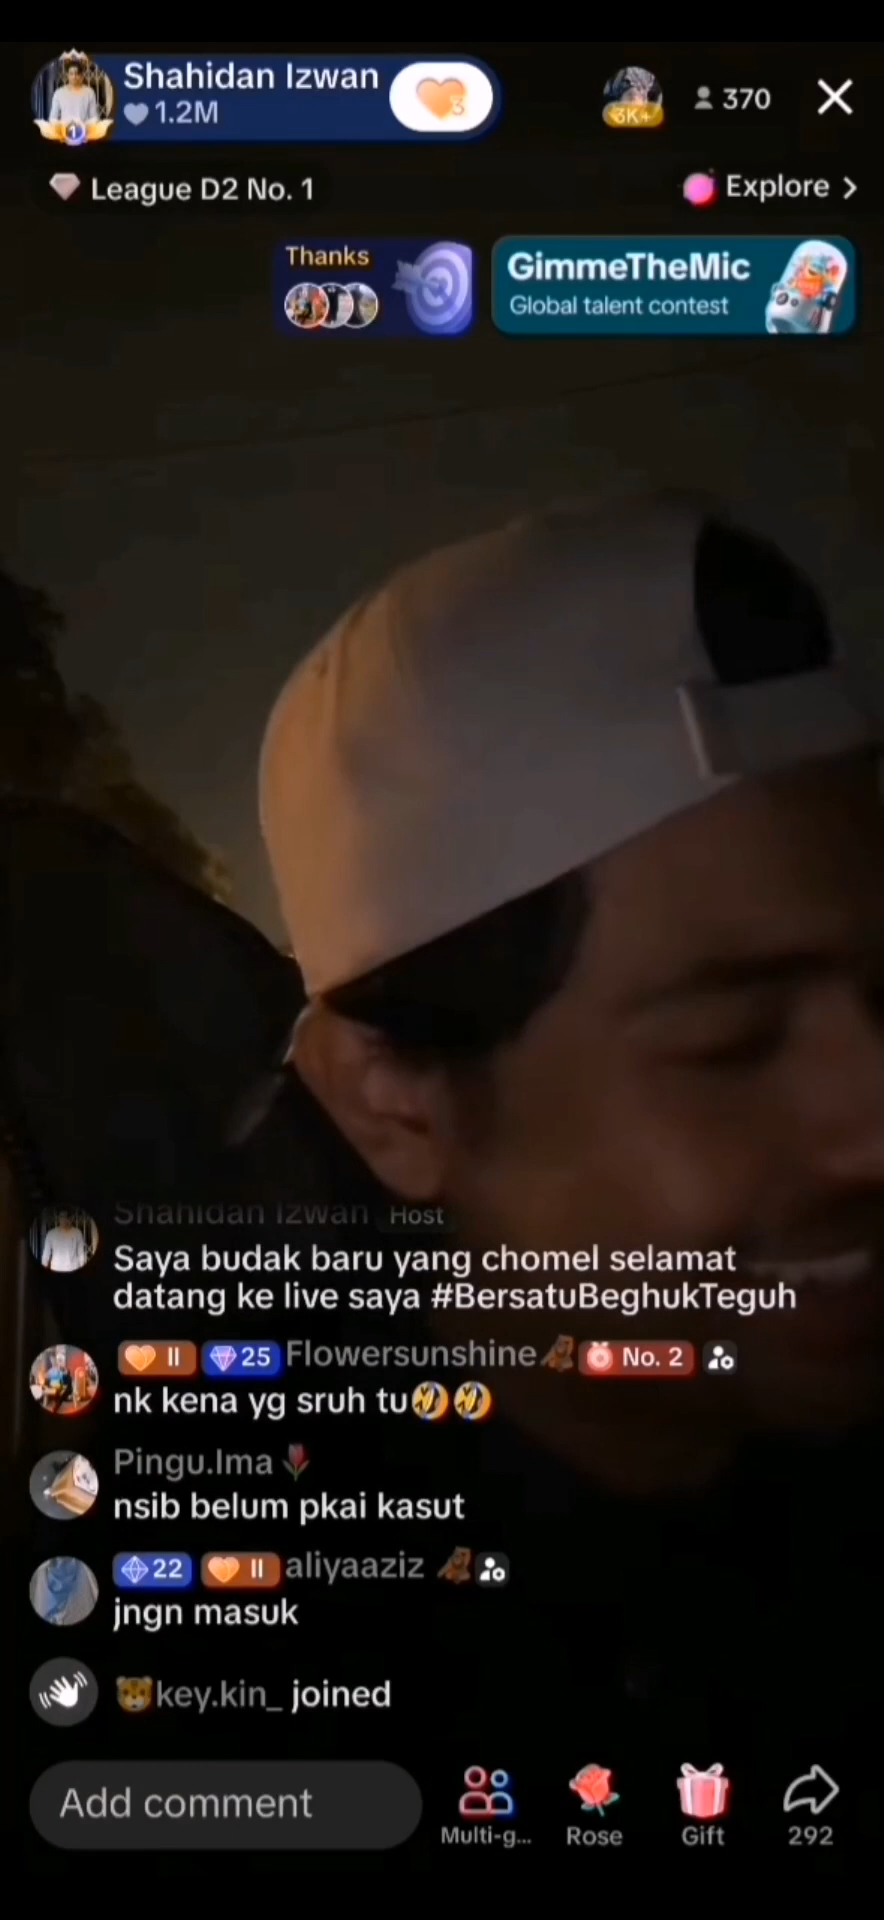 Shahidan Izwan
1.2M
3
3K+
370
League D2 No. 1
Explore
Thanks
GimmeTheMic
Global talent contest
1
Shahidan Izwan Host
Saya budak baru yang chomel selamat
datang ke live saya #BersatuBeghukTeguh
II 25 Flowersunshine No. 2
nk kena yg sruh tu🤣🤣
Pingu.Ima🌷
nsib belum pkai kasut
22 II aliyaaziz
jngn masuk
🐯key.kin_ joined
Add comment
Multi-g...
Rose
Gift
292